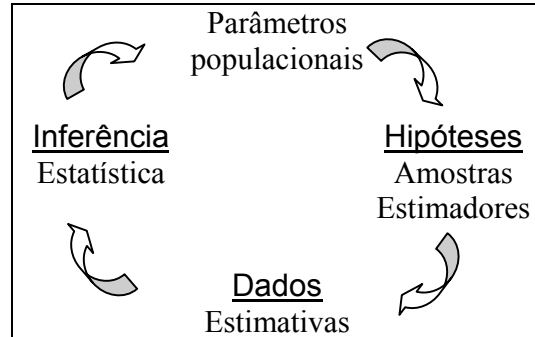 Parâmetros
populacionais
Inferência
Estatística
Hipóteses
Amostras
Estimadores
Dados
Estimativas